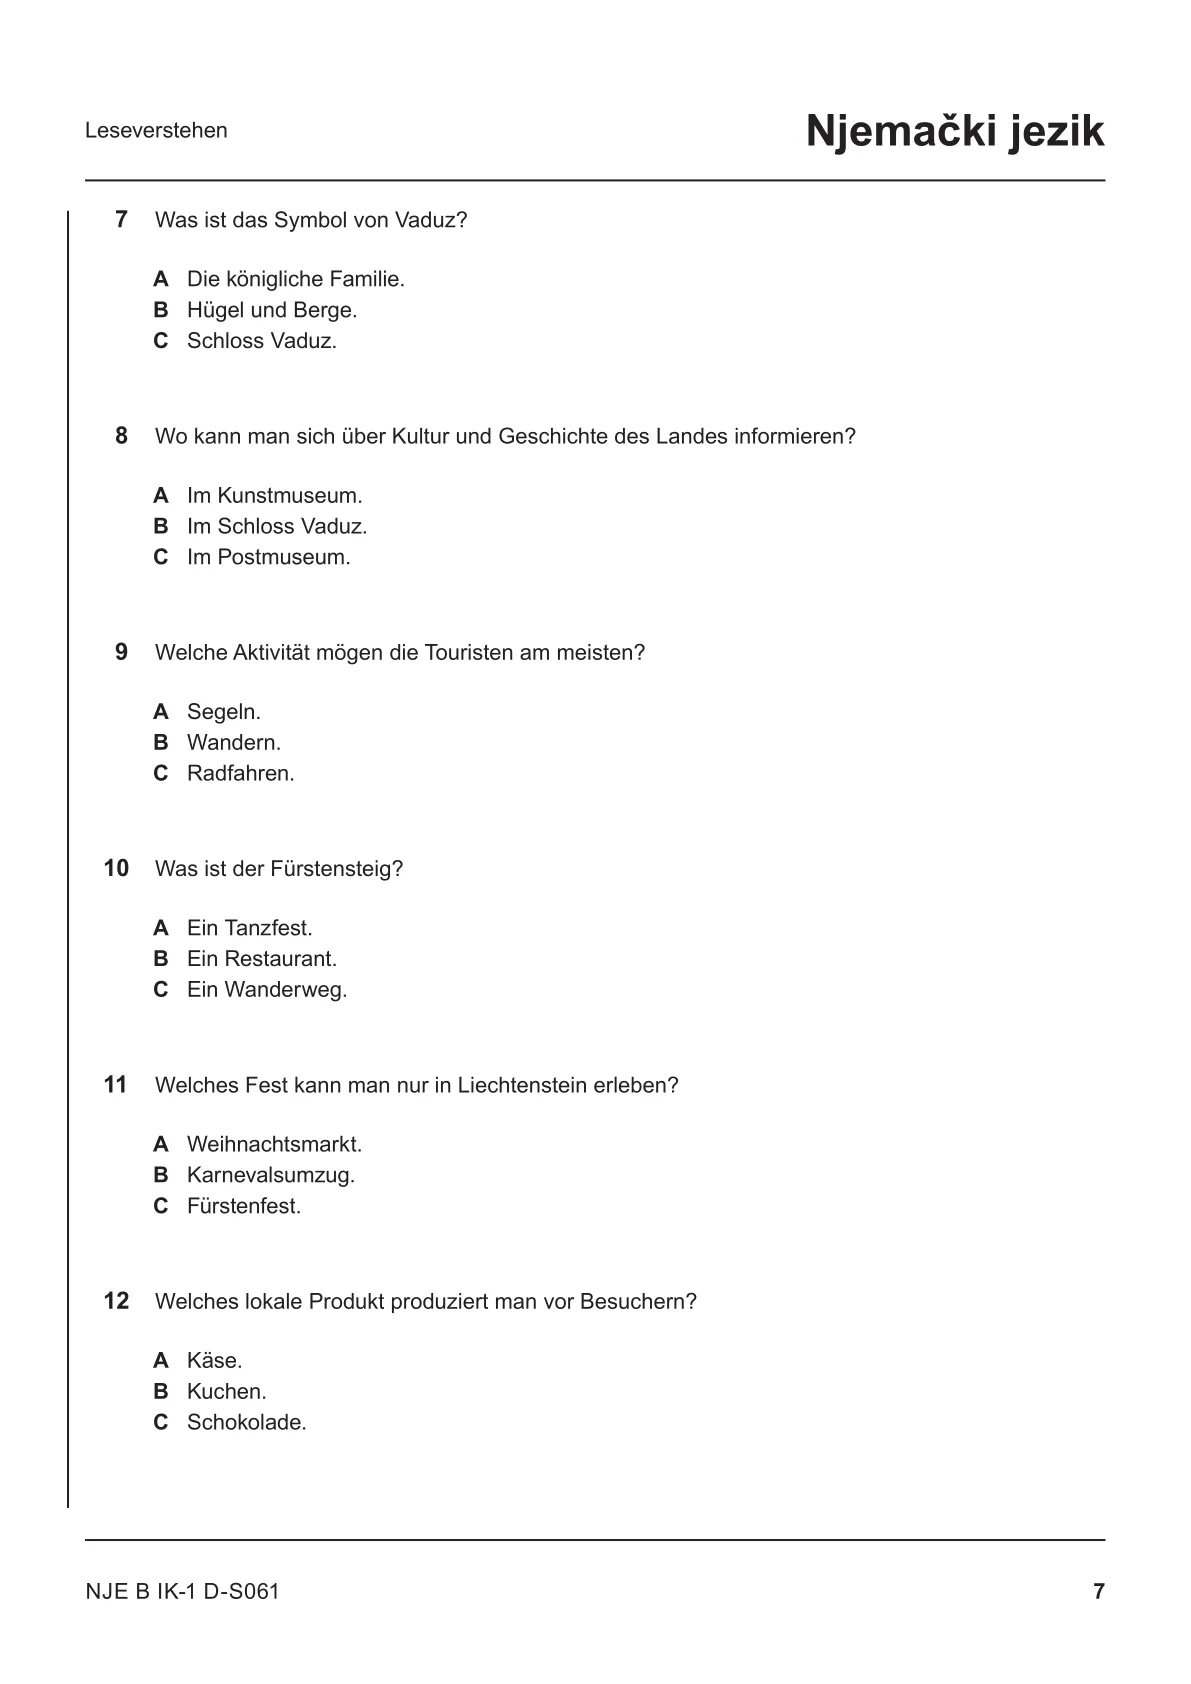 Leseverstehen
Njemački jezik
7 Was ist das Symbol von Vaduz?
A Die königliche Familie.
B Hügel und Berge.
C Schloss Vaduz.
8 Wo kann man sich über Kultur und Geschichte des Landes informieren?
A Im Kunstmuseum.
B Im Schloss Vaduz.
C Im Postmuseum.
9 Welche Aktivität mögen die Touristen am meisten?
A Segeln.
B Wandern.
C Radfahren.
10 Was ist der Fürstensteig?
A Ein Tanzfest.
B Ein Restaurant.
C Ein Wanderweg.
11 Welches Fest kann man nur in Liechtenstein erleben?
A Weihnachtsmarkt.
B Karnevalsumzug.
C Fürstenfest.
12 Welches lokale Produkt produziert man vor Besuchern?
A Käse.
B Kuchen.
C Schokolade.
NJE B IK-1 D-S061
7